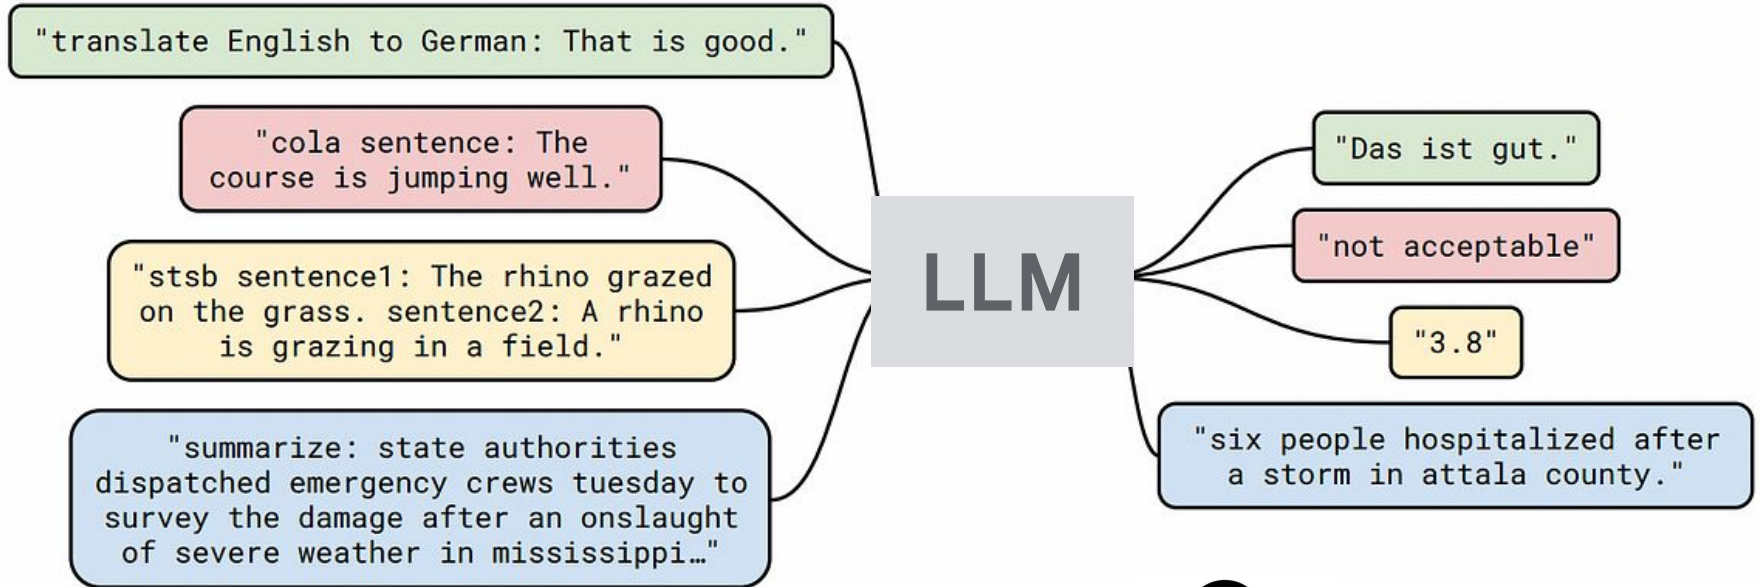 "translate English to German: That is good."
"cola sentence: The
course is jumping well."
"stsb sentence1: The rhino grazed
on the grass. sentence2: A rhino
is grazing in a field."
"summarize: state authorities
dispatched emergency crews tuesday to
survey the damage after an onslaught
of severe weather in mississippi…"
LLM
"Das ist gut."
"not acceptable"
"3.8"
"six people hospitalized after
a storm in attala county."